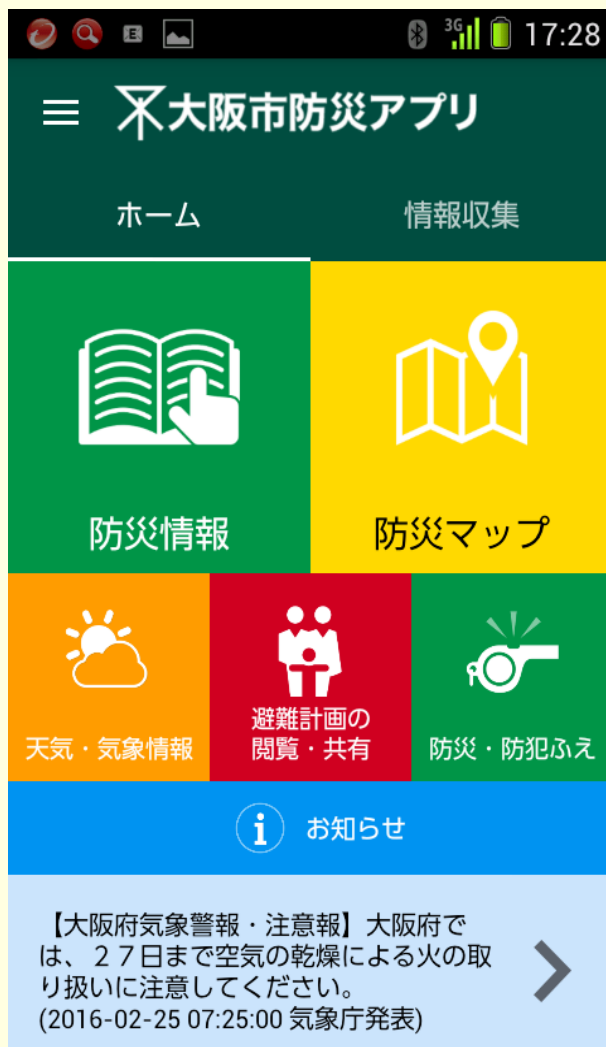 3G 17:28
大阪市防災アプリ
ホーム 情報収集
防災情報 防災マップ
天気・気象情報
避難計画の
閲覧・共有
防災・防犯ふえ
i お知らせ
【大阪府気象警報・注意報】大阪府で
は、２７日まで空気の乾燥による火の取
り扱いに注意してください。
(2016-02-25 07:25:00 気象庁発表)